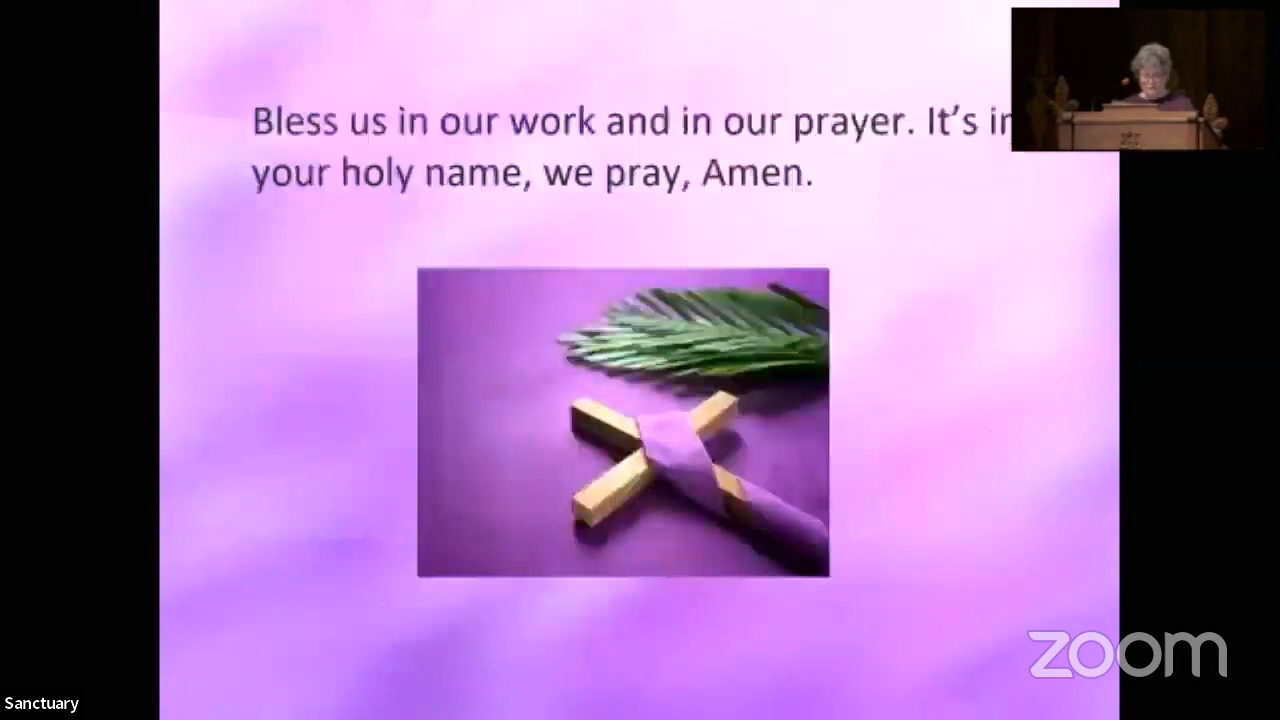 Bless us in our work and in our prayer. It’s in
your holy name, we pray, Amen.
zoom
Sanctuary